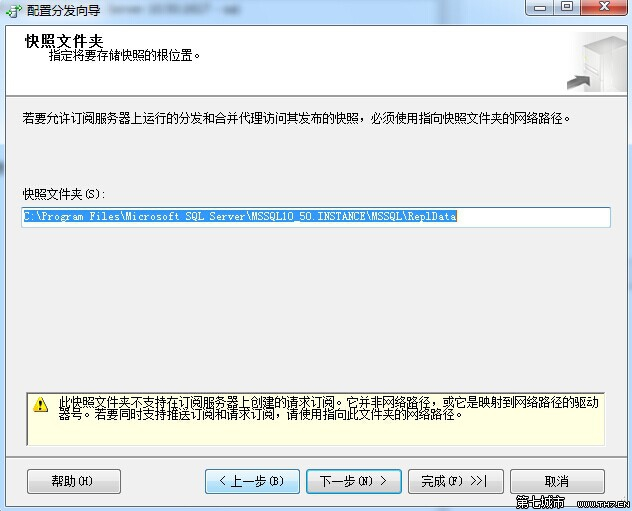 配置分发向导
快照文件夹
指定将要存储快照的根位置。
若要允许订阅服务器上运行的分发和合并代理访问其发布的快照，必须使用指向快照文件夹的网络路径。
快照文件夹(S):
C:\Program Files\Microsoft SQL Server\MSSQL10_50.INSTANCE\MSSQL\ReplData
此快照文件夹不支持在订阅服务器上创建的请求订阅。它并非网络路径，或它是映射到网络路径的驱动
器号。若要同时支持推送订阅和请求订阅，请使用指向此文件夹的网络路径。
帮助(H)
< 上一步(B)
下一步(N) >
完成(F) >>|
取消
第七城市 www.TH7.CN